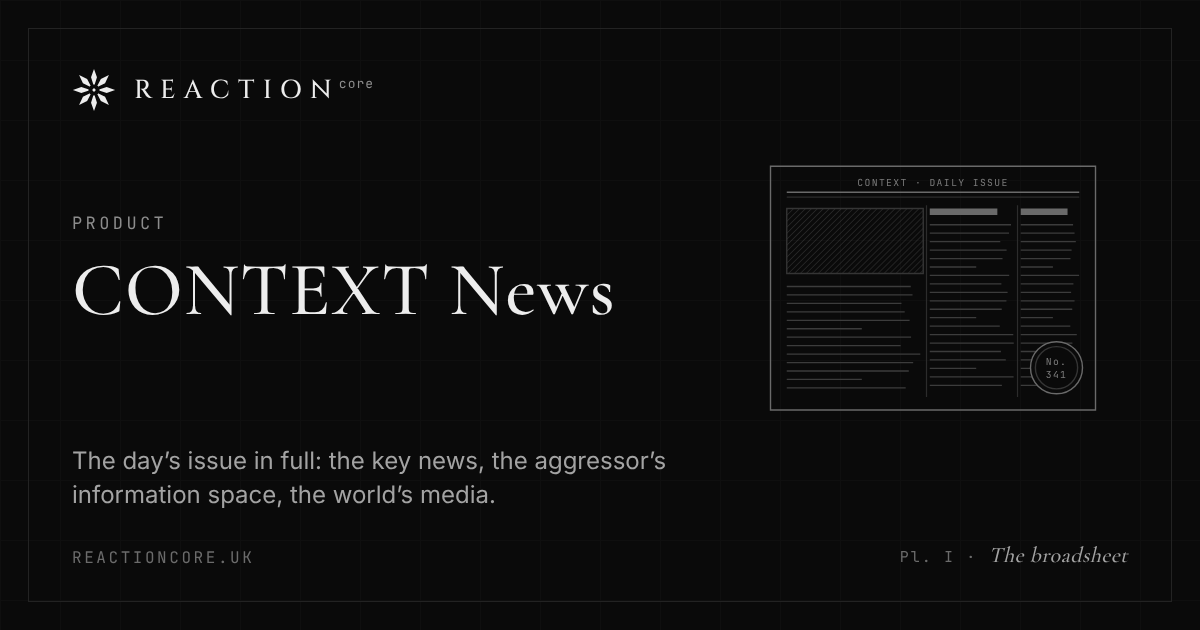 REACTION core
CONTEXT · DAILY ISSUE
PRODUCT
CONTEXT News
No.
341
The day’s issue in full: the key news, the aggressor’s
information space, the world’s media.
REACTIONCORE.UK
Pl. I · The broadsheet